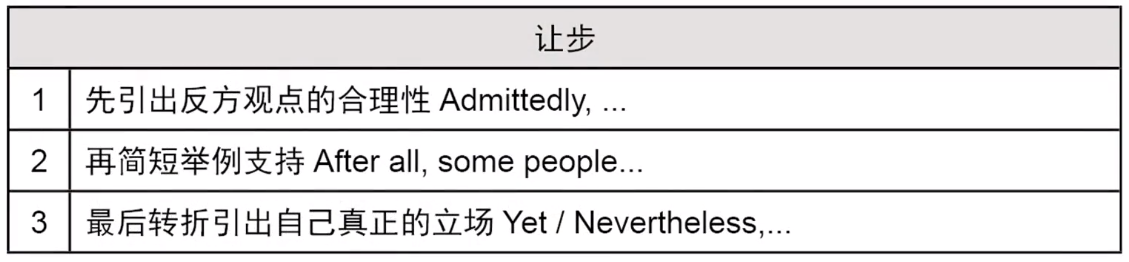 让步
1 先引出反方观点的合理性 Admittedly, ...
2 再简短举例支持 After all, some people...
3 最后转折引出自己真正的立场 Yet / Nevertheless,...